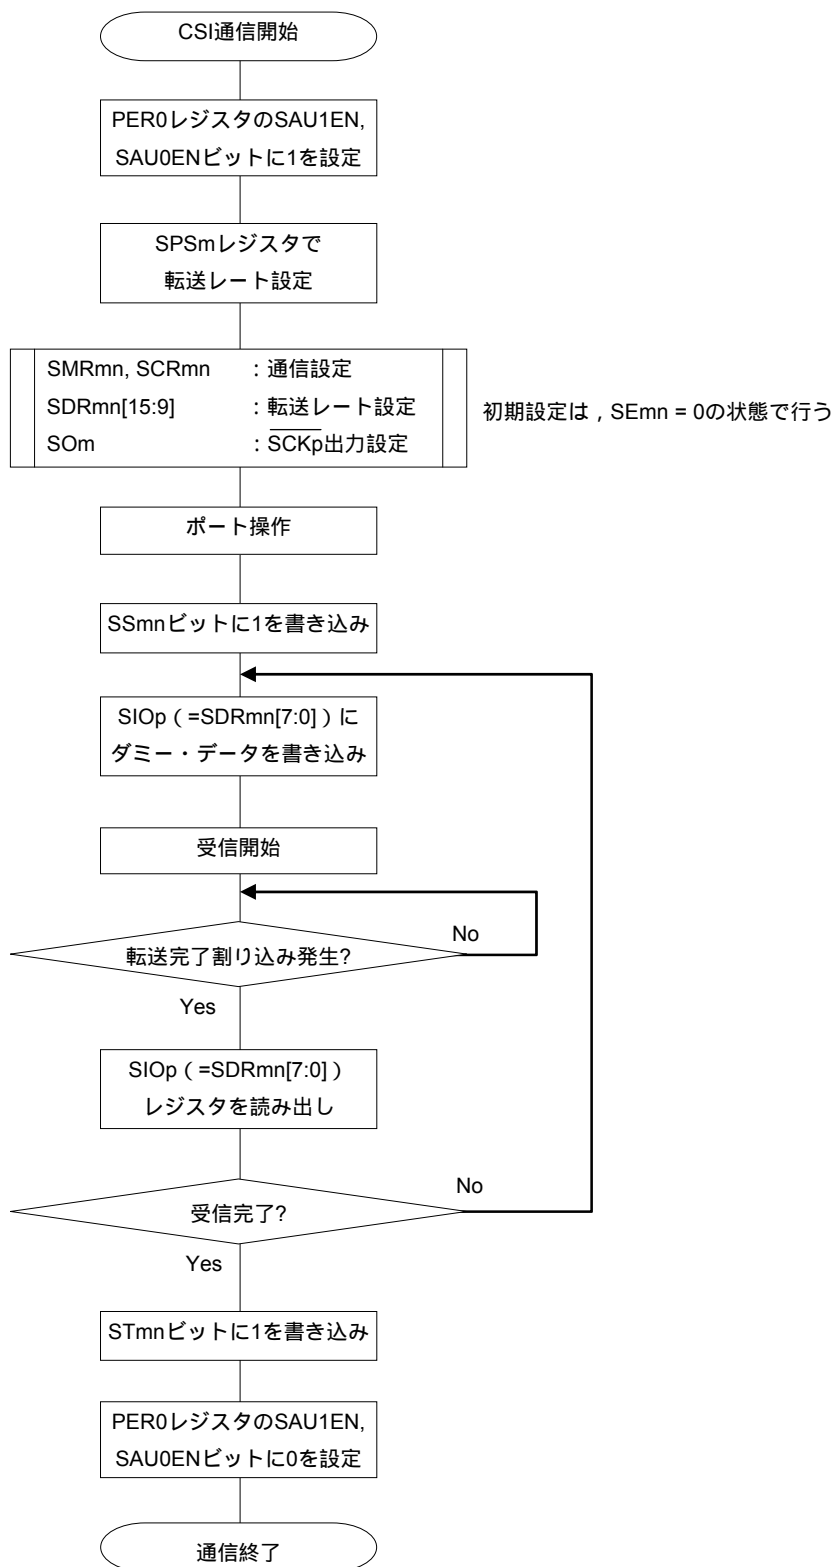 CSI通信開始
PER0レジスタのSAU1EN,
SAU0ENビットに1を設定
SPSmレジスタで
転送レート設定
SMRmn, SCRmn ：通信設定
SDRmn[15:9] ：転送レート設定
SOm ：SCKp出力設定
初期設定は，SEmn = 0の状態で行う
ポート操作
SSmnビットに1を書き込み
SIOp（=SDRmn[7:0]）に
ダミー・データを書き込み
受信開始
No
転送完了割り込み発生?
Yes
SIOp（=SDRmn[7:0]）
レジスタを読み出し
No
受信完了?
Yes
STmnビットに1を書き込み
PER0レジスタのSAU1EN,
SAU0ENビットに0を設定
通信終了